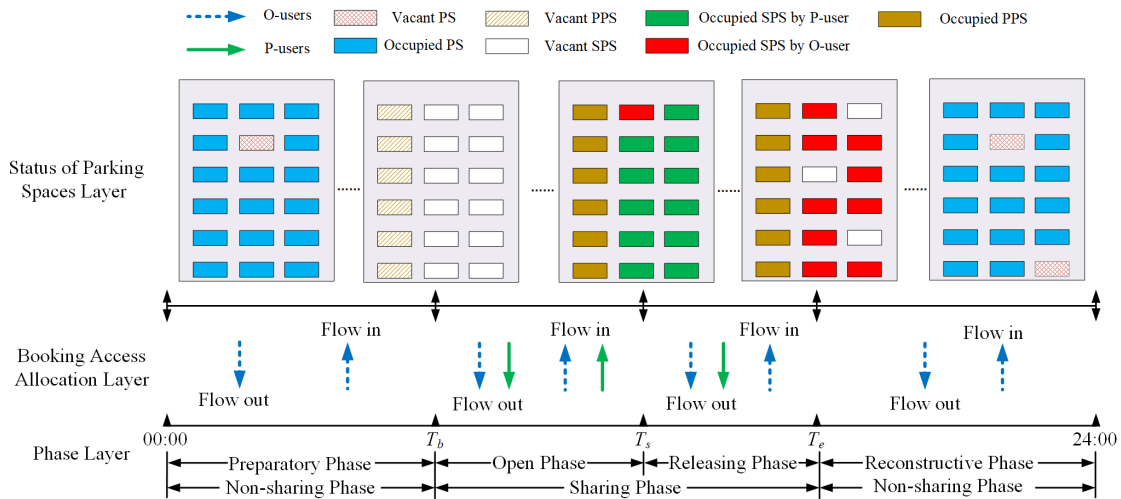 O-users Vacant PS Vacant PPS Occupied SPS by P-user Occupied PPS
P-users Occupied PS Vacant SPS Occupied SPS by O-user
Status of Parking
Spaces Layer
...... ...... ...... ......
Flow in Flow in Flow in Flow in
Booking Access
Allocation Layer
Flow out Flow out Flow out Flow out
Phase Layer
00:00 T_b T_s T_e 24:00
Preparatory Phase Open Phase Releasing Phase Reconstructive Phase
Non-sharing Phase Sharing Phase Non-sharing Phase